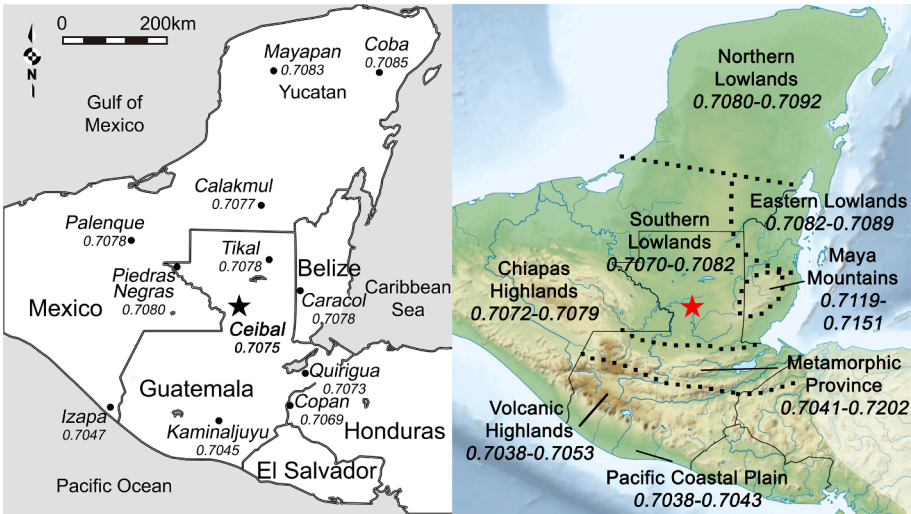 0 200km
N
Gulf of
Mexico
Mayapan
0.7083
Coba
0.7085
Yucatan
Calakmul
0.7077
Palenque
0.7078
Tikal
0.7078
Piedras
Negras
0.7080
Belize
Caribbean
Sea
Caracol
0.7078
Mexico
Ceibal
0.7075
Guatemala
Quirigua
0.7073
Copan
0.7069
Izapa
0.7047
Kaminaljuyu
0.7045
Honduras
El Salvador
Pacific Ocean
Northern
Lowlands
0.7080-0.7092
Eastern Lowlands
0.7082-0.7089
Southern
Lowlands
0.7070-0.7082
Maya
Mountains
0.7119-
0.7151
Chiapas
Highlands
0.7072-0.7079
Metamorphic
Province
0.7041-0.7202
Volcanic
Highlands
0.7038-0.7053
Pacific Coastal Plain
0.7038-0.7043